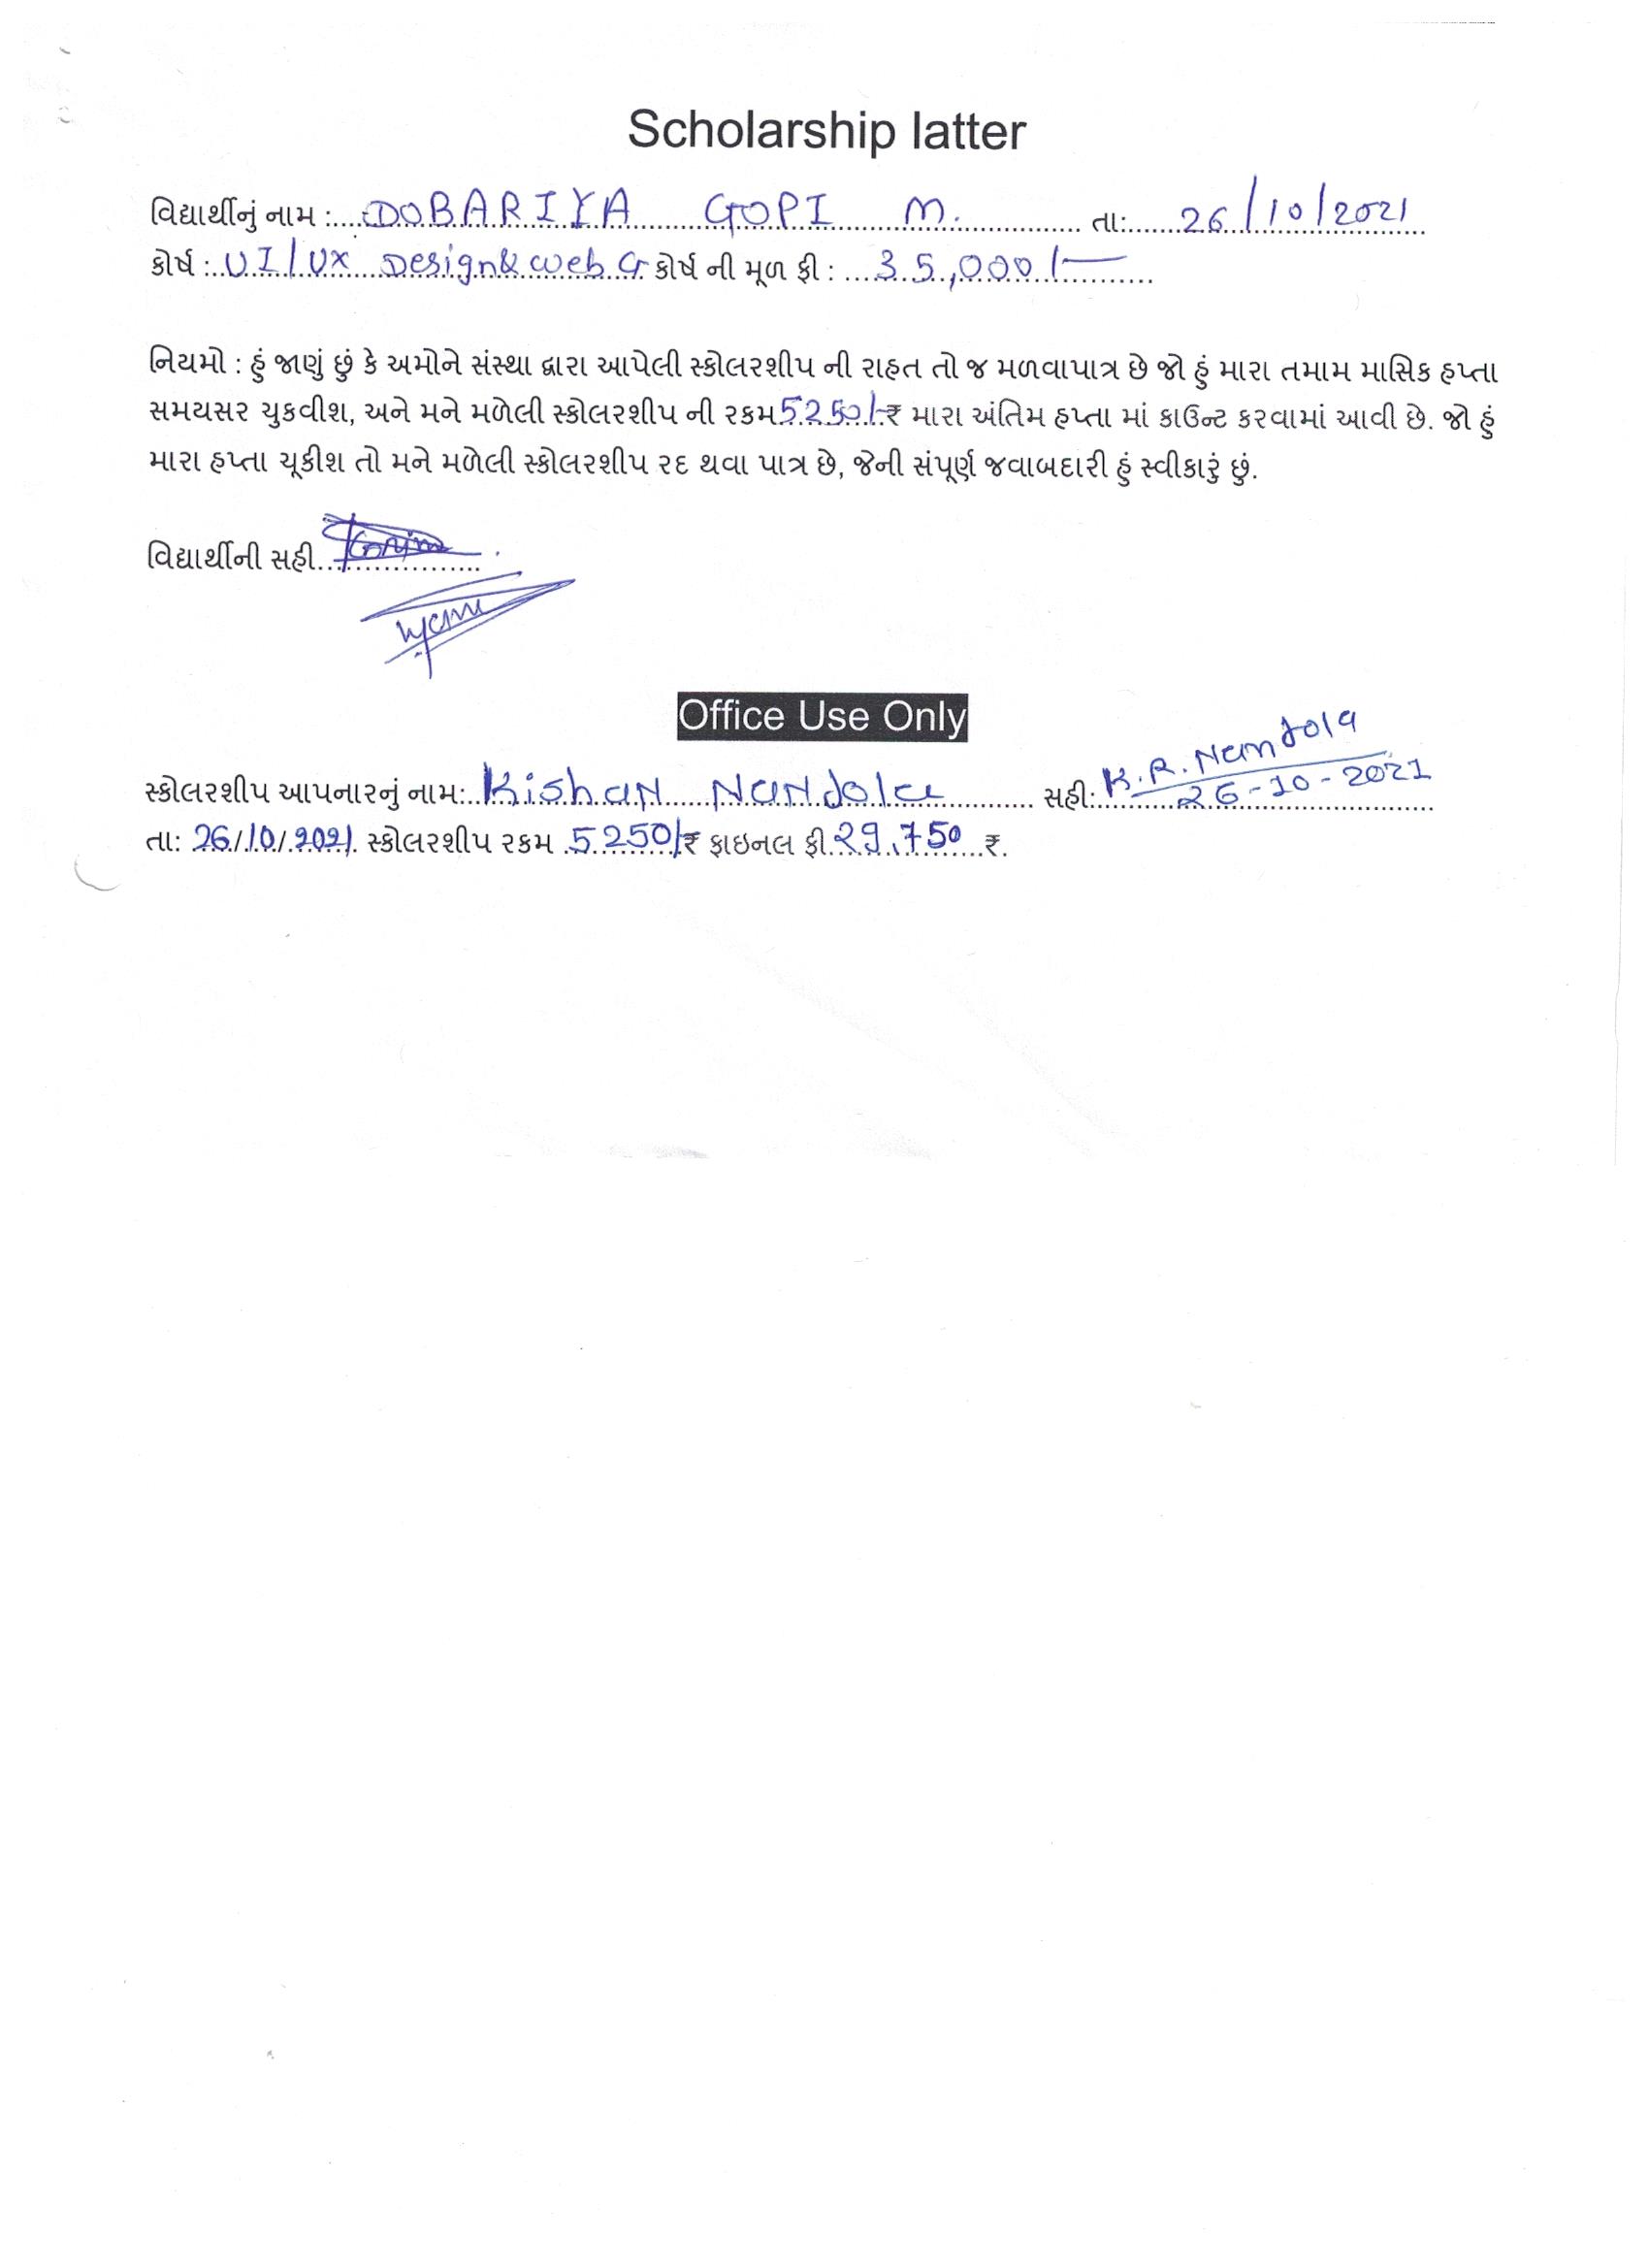 Scholarship latter
વિદ્યાર્થીનું નામ :.....DOBARIYA GOPI M. તા:......26/10/2021
કોર્ષ : UI/UX Design & Web Gr કોર્ષ ની મૂળ ફી : ...35,000/-
નિયમો : હું જાણું છું કે અમોને સંસ્થા દ્વારા આપેલી સ્કોલરશીપ ની રાહત તો જ મળવાપાત્ર છે જો હું મારા તમામ માસિક હપ્તા
સમયસર ચુકવીશ, અને મને મળેલી સ્કોલરશીપ ની રકમ 5250/-₹ મારા અંતિમ હપ્તા માં કાઉન્ટ કરવામાં આવી છે. જો હું
મારા હપ્તા ચૂકીશ તો મને મળેલી સ્કોલરશીપ રદ થવા પાત્ર છે, જેની સંપૂર્ણ જવાબદારી હું સ્વીકારું છું.
વિદ્યાર્થીની સહી..................
Office Use Only
સ્કોલરશીપ આપનારનું નામ: Kishan Nandola સહી: K.R. Nandola
26-10-2021
તા: 26/10/2021 સ્કોલરશીપ રકમ 5250/₹ ફાઇનલ ફી 29,750 ₹.